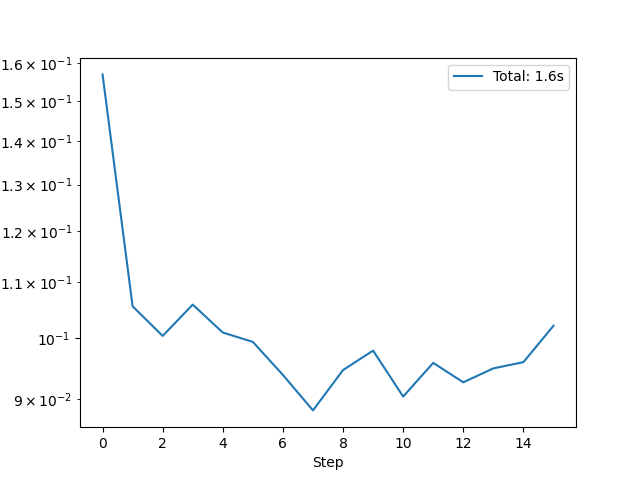 1.6 × 10⁻¹
1.5 × 10⁻¹
1.4 × 10⁻¹
1.3 × 10⁻¹
1.2 × 10⁻¹
1.1 × 10⁻¹
10⁻¹
9 × 10⁻²
Total: 1.6s
0 2 4 6 8 10 12 14
Step